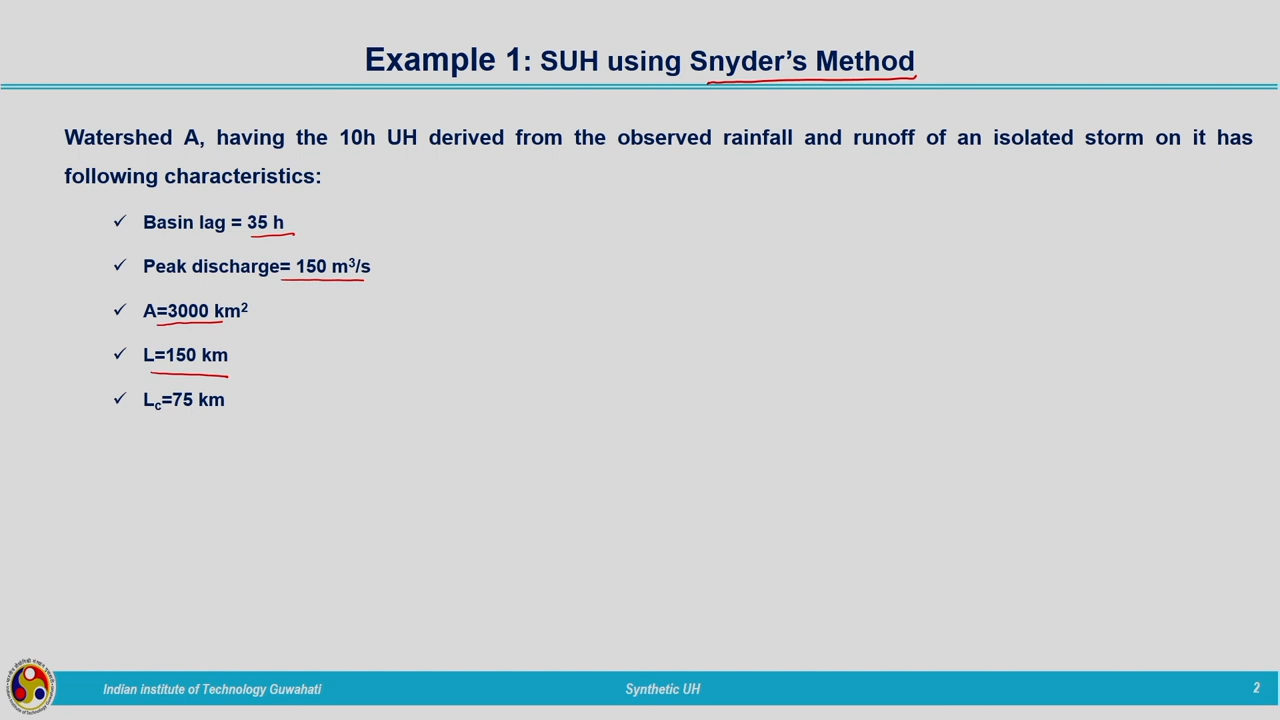 Example 1: SUH using Snyder’s Method
Watershed A, having the 10h UH derived from the observed rainfall and runoff of an isolated storm on it has
following characteristics:
✓ Basin lag = 35 h
✓ Peak discharge= 150 m³/s
✓ A=3000 km²
✓ L=150 km
✓ Lc=75 km
Indian institute of Technology Guwahati Synthetic UH 2